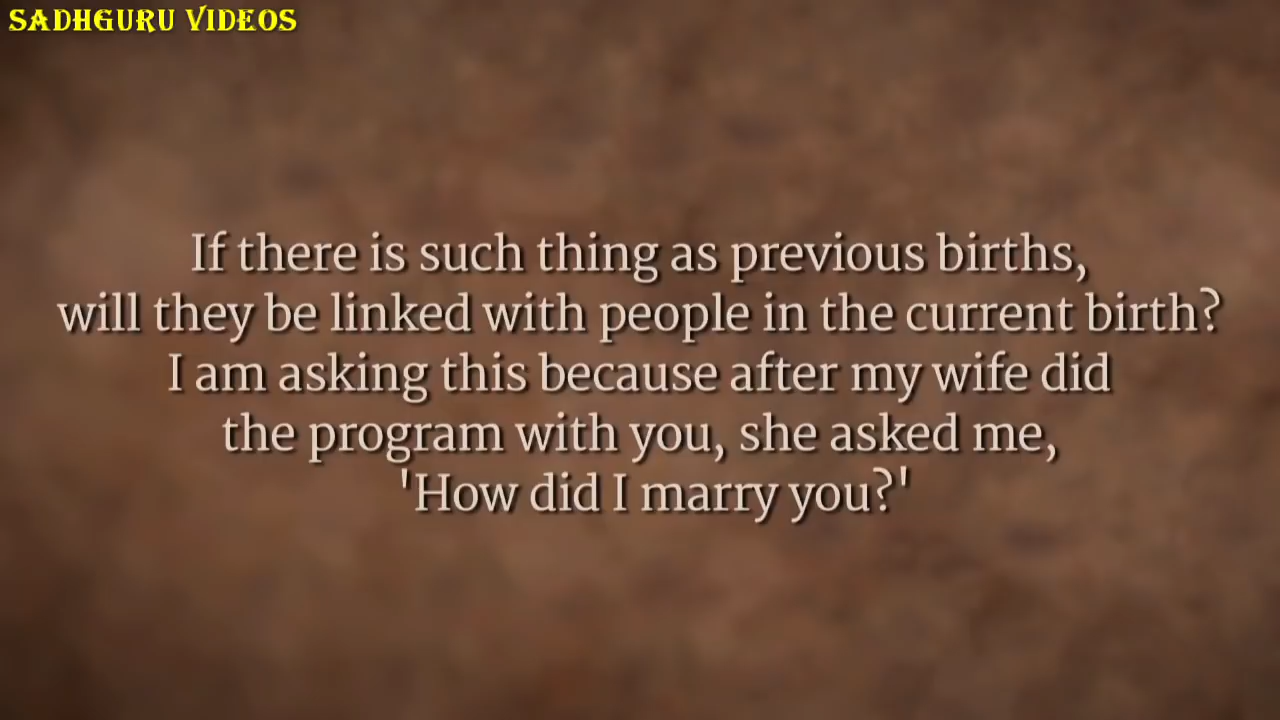 SADHGURU VIDEOS
If there is such thing as previous births,
will they be linked with people in the current birth?
I am asking this because after my wife did
the program with you, she asked me,
'How did I marry you?'